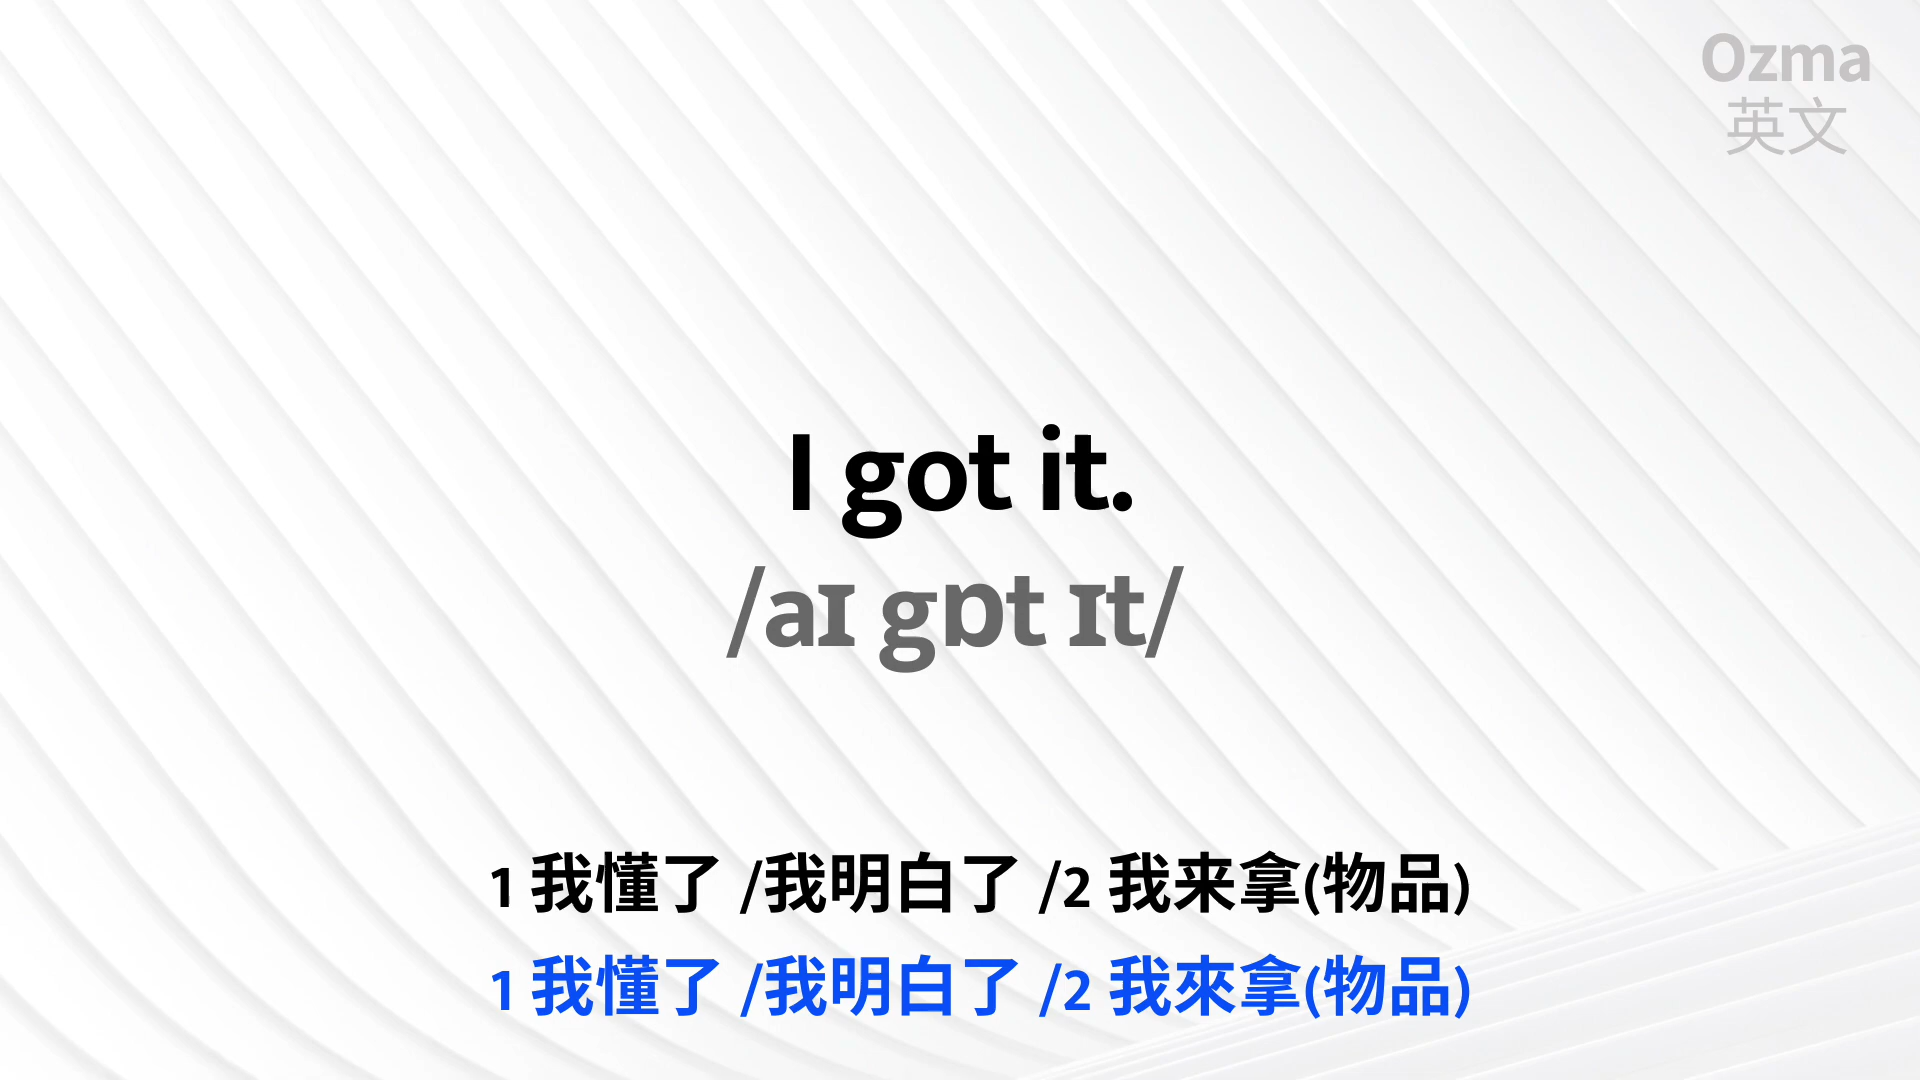 Ozma
英文
I got it.
/aɪ gɒt ɪt/
1 我懂了 /我明白了 /2 我来拿(物品)
1 我懂了 /我明白了 /2 我來拿(物品)